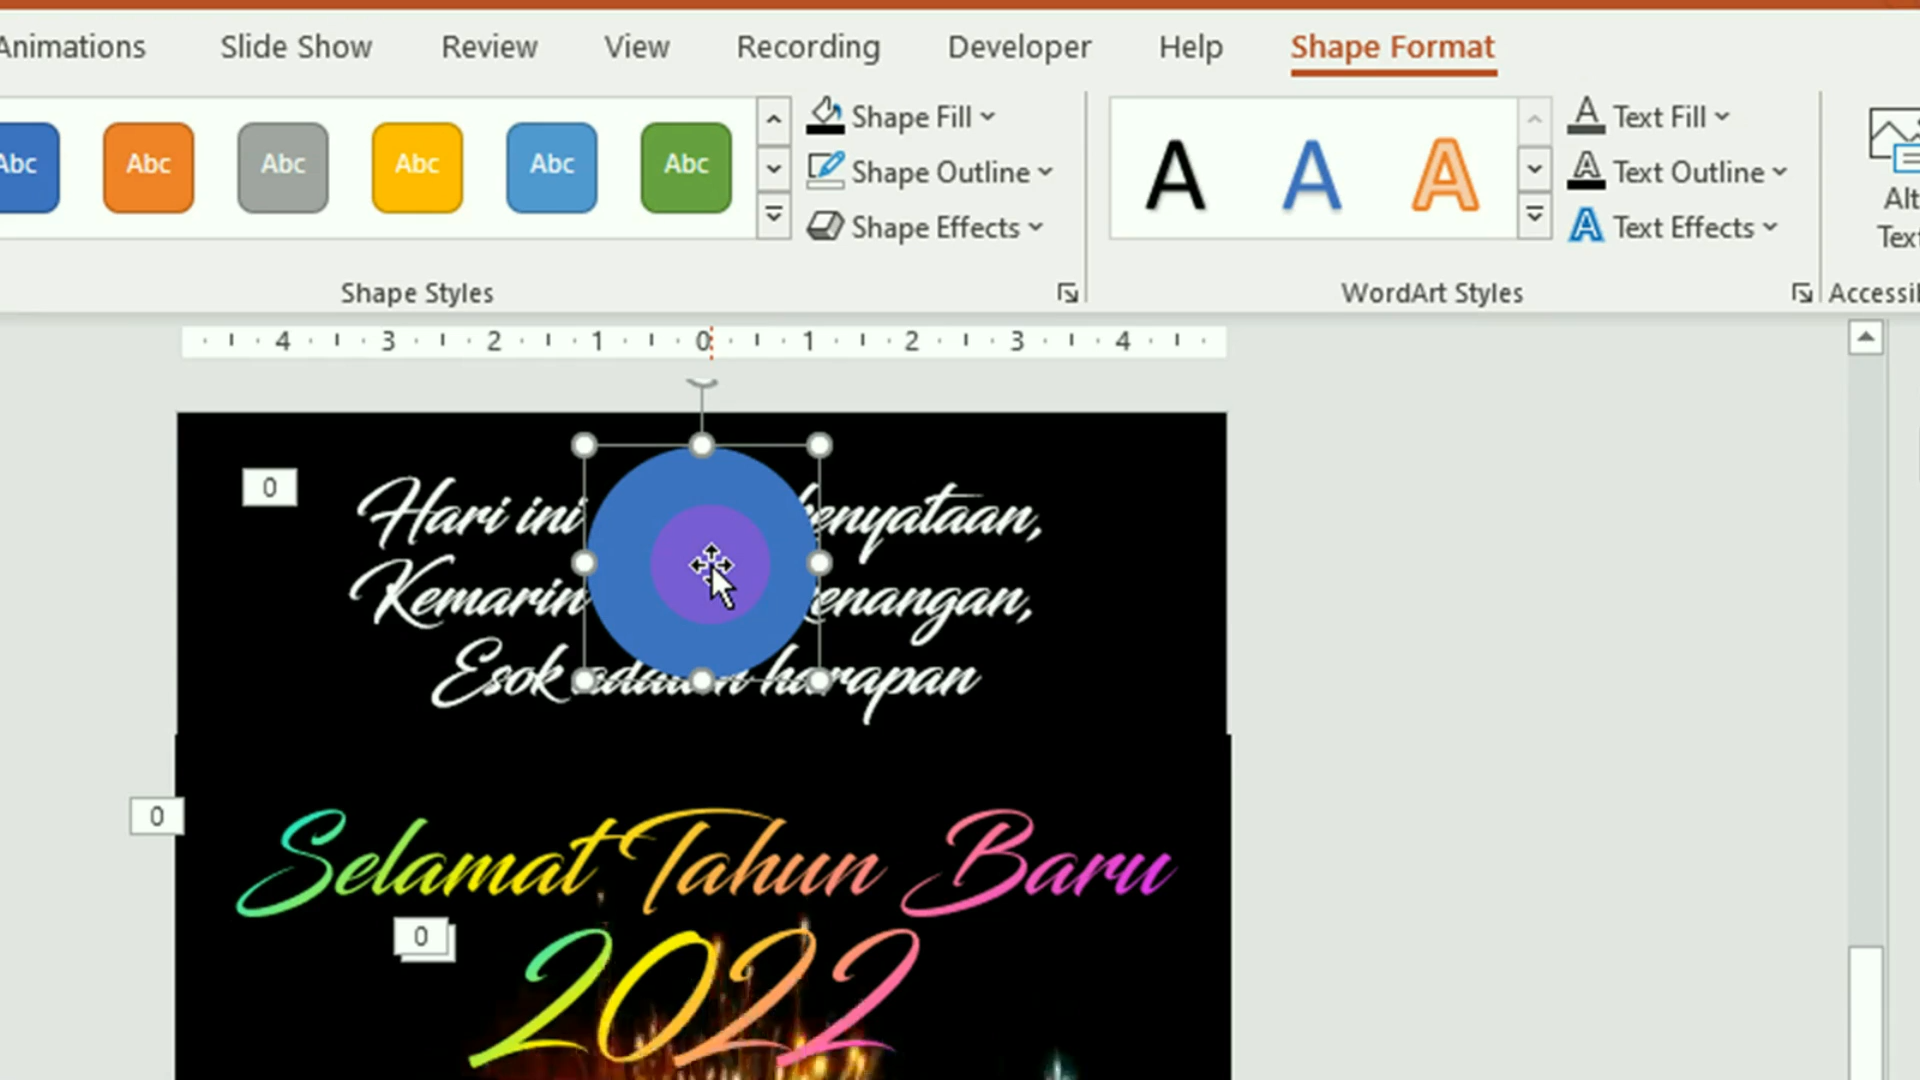 Animations Slide Show Review View Recording Developer Help Shape Format
Abc Abc Abc Abc Abc Abc
Shape Fill
Shape Outline
Shape Effects
A A A
Text Fill
Text Outline
Text Effects
Alt
Text
Shape Styles
WordArt Styles
4 3 2 1 0 1 2 3 4
0
Hari ini enyataan,
Kemarin enangan,
Esok harapan
0
Selamat Tahun Baru
0
2022